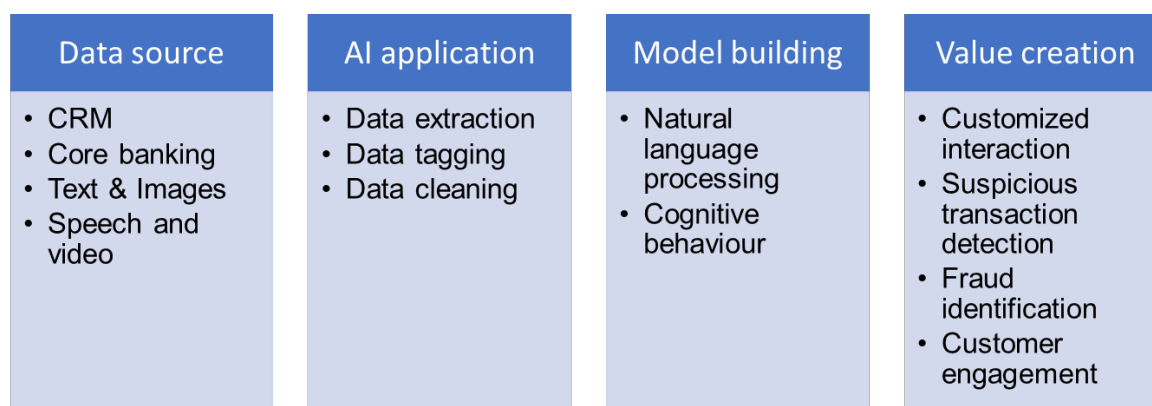 Data source
• CRM
• Core banking
• Text & Images
• Speech and
video
AI application
• Data extraction
• Data tagging
• Data cleaning
Model building
• Natural
language
processing
• Cognitive
behaviour
Value creation
• Customized
interaction
• Suspicious
transaction
detection
• Fraud
identification
• Customer
engagement